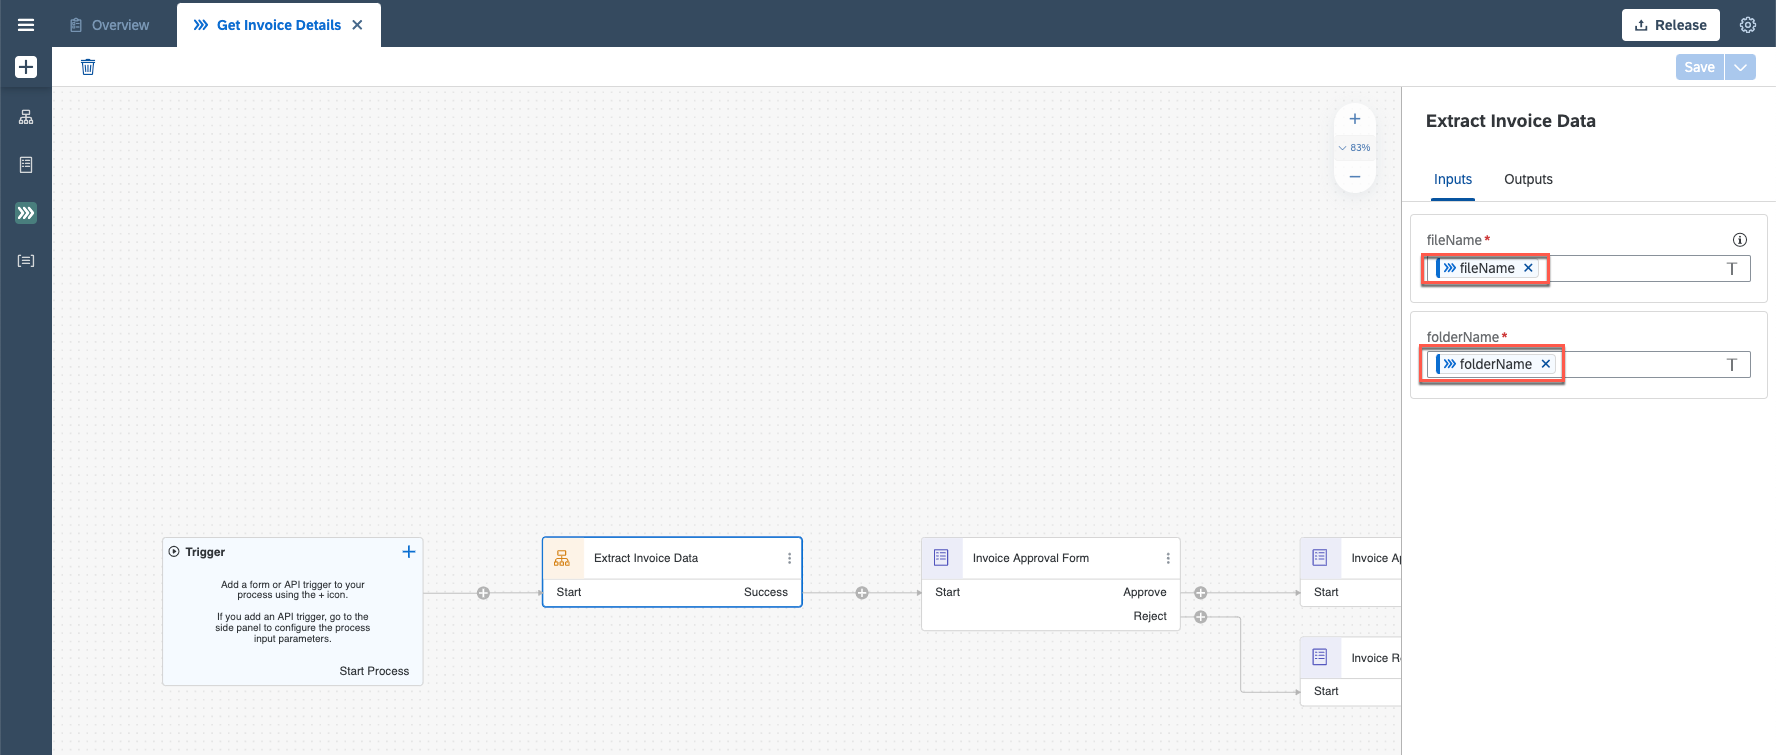 Overview
Get Invoice Details
Release
Save
83%
Extract Invoice Data
Inputs Outputs
fileName*
fileName
folderName*
folderName
Trigger
Add a form or API trigger to your
process using the + icon.
If you add an API trigger, go to the
side panel to configure the process
input parameters.
Start Process
Extract Invoice Data
Start Success
Invoice Approval Form
Start Approve
Reject
Invoice
Start
Invoice
Start